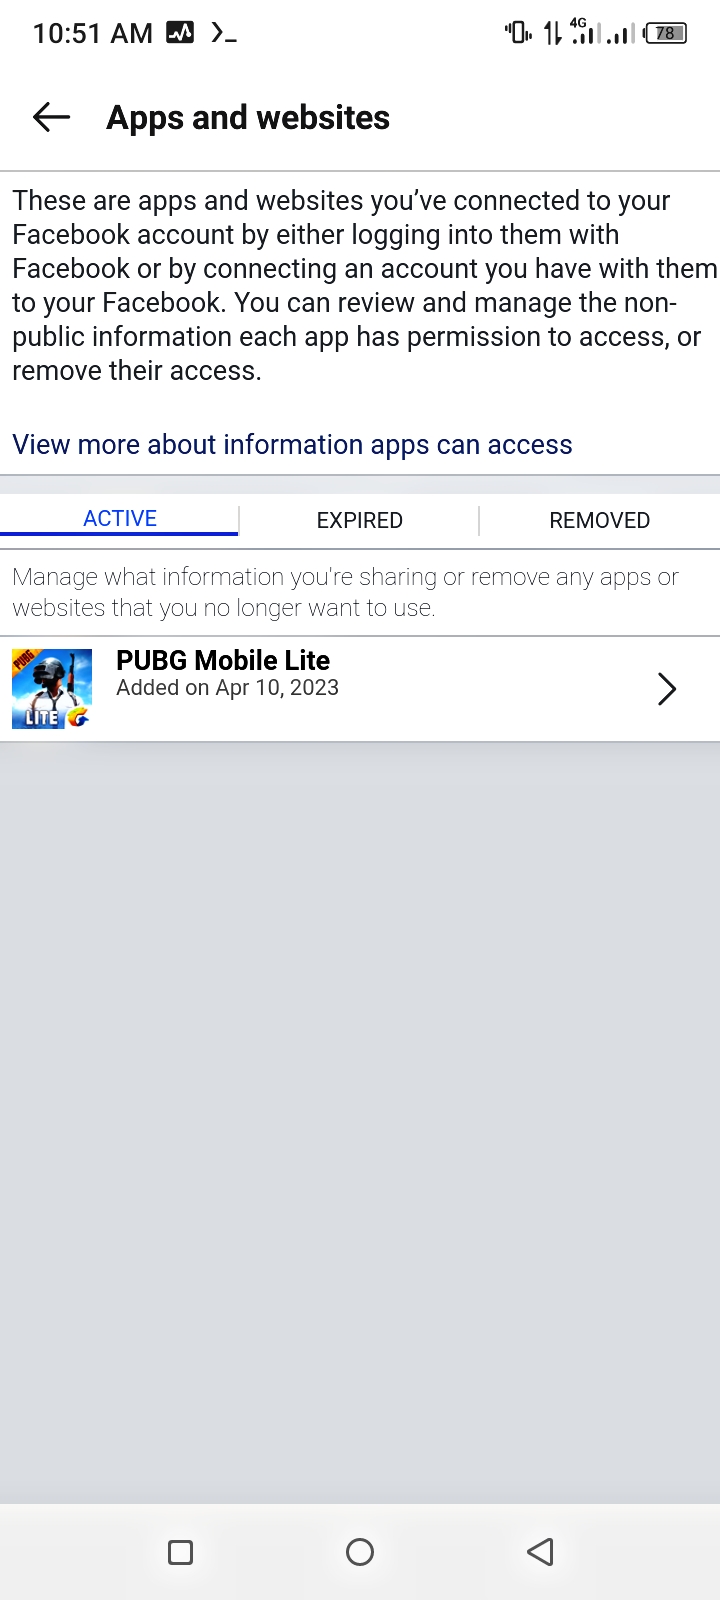 10:51 AM
4G
78
Apps and websites
These are apps and websites you’ve connected to your
Facebook account by either logging into them with
Facebook or by connecting an account you have with them
to your Facebook. You can review and manage the non-
public information each app has permission to access, or
remove their access.
View more about information apps can access
ACTIVE
EXPIRED
REMOVED
Manage what information you're sharing or remove any apps or
websites that you no longer want to use.
PUBG
LITE
PUBG Mobile Lite
Added on Apr 10, 2023